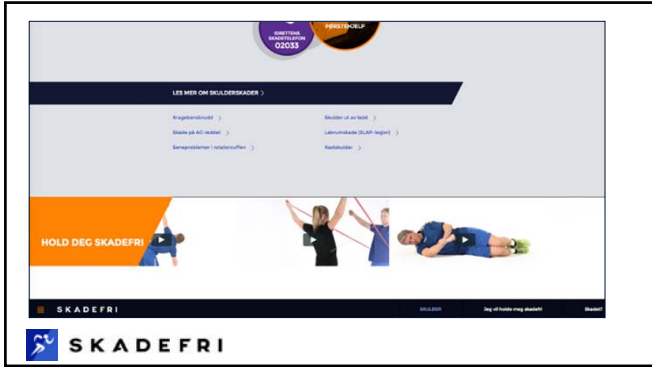 IDRETTENS
SKADETELEFON
02033
FØRSTEHJELP
LES MER OM SKULDERSKADER >
Kragebensbrudd >
Skulder ut av ledd >
Skade på AC-leddet >
Labrumskade (SLAP-lesjon) >
Seneproblemer i rotatorcuffen >
Kasteskulder >
HOLD DEG SKADEFRI
SKADEFRI
SKULDER
Jeg vil holde meg skadefri
Skadet?
SKADEFRI